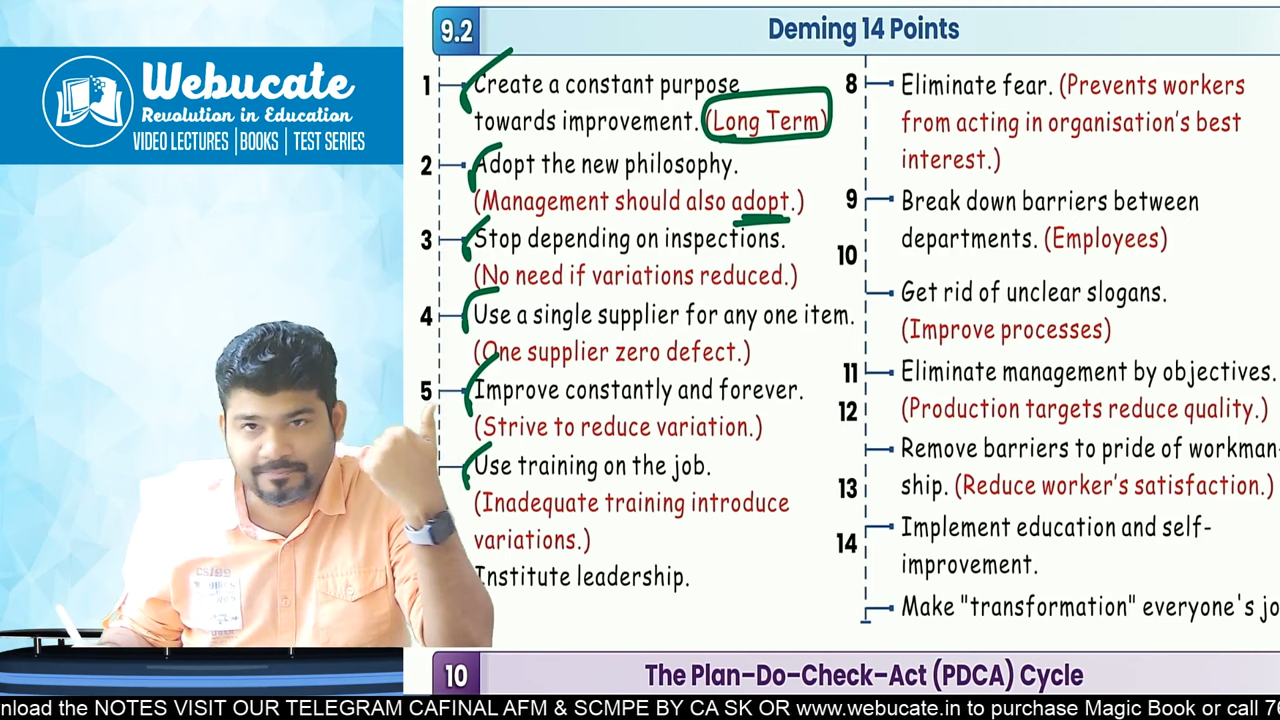 Webucate
Revolution in Education
VIDEO LECTURES | BOOKS | TEST SERIES
9.2 Deming 14 Points
1 Create a constant purpose
towards improvement. (Long Term)
2 Adopt the new philosophy.
(Management should also adopt.)
3 Stop depending on inspections.
(No need if variations reduced.)
4 Use a single supplier for any one item.
(One supplier zero defect.)
5 Improve constantly and forever.
(Strive to reduce variation.)
Use training on the job.
(Inadequate training introduce
variations.)
Institute leadership.
8 Eliminate fear. (Prevents workers
from acting in organisation's best
interest.)
9 Break down barriers between
departments. (Employees)
10
Get rid of unclear slogans.
(Improve processes)
11 Eliminate management by objectives.
12 (Production targets reduce quality.)
Remove barriers to pride of workman-
13 ship. (Reduce worker's satisfaction.)
Implement education and self-
14 improvement.
Make "transformation" everyone's jo
10 The Plan-Do-Check-Act (PDCA) Cycle
nload the NOTES VISIT OUR TELEGRAM CAFINAL AFM & SCMPE BY CA SK OR www.webucate.in to purchase Magic Book or call 76